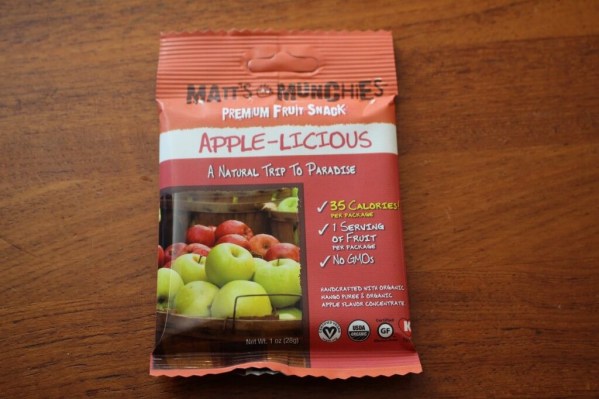 MATT'S MUNCHIES
PREMIUM FRUIT SNACK
APPLE-LICIOUS
A NATURAL TRIP TO PARADISE
✓ 35 CALORIES!
PER PACKAGE
✓ 1 SERVING
OF FRUIT
PER PACKAGE
✓ NO GMOS
HANDCRAFTED WITH ORGANIC
MANGO PUREE & ORGANIC
APPLE FLAVOR CONCENTRATE
V
USDA
ORGANIC
Certified
GF
K
Net Wt. 1 oz (28g)